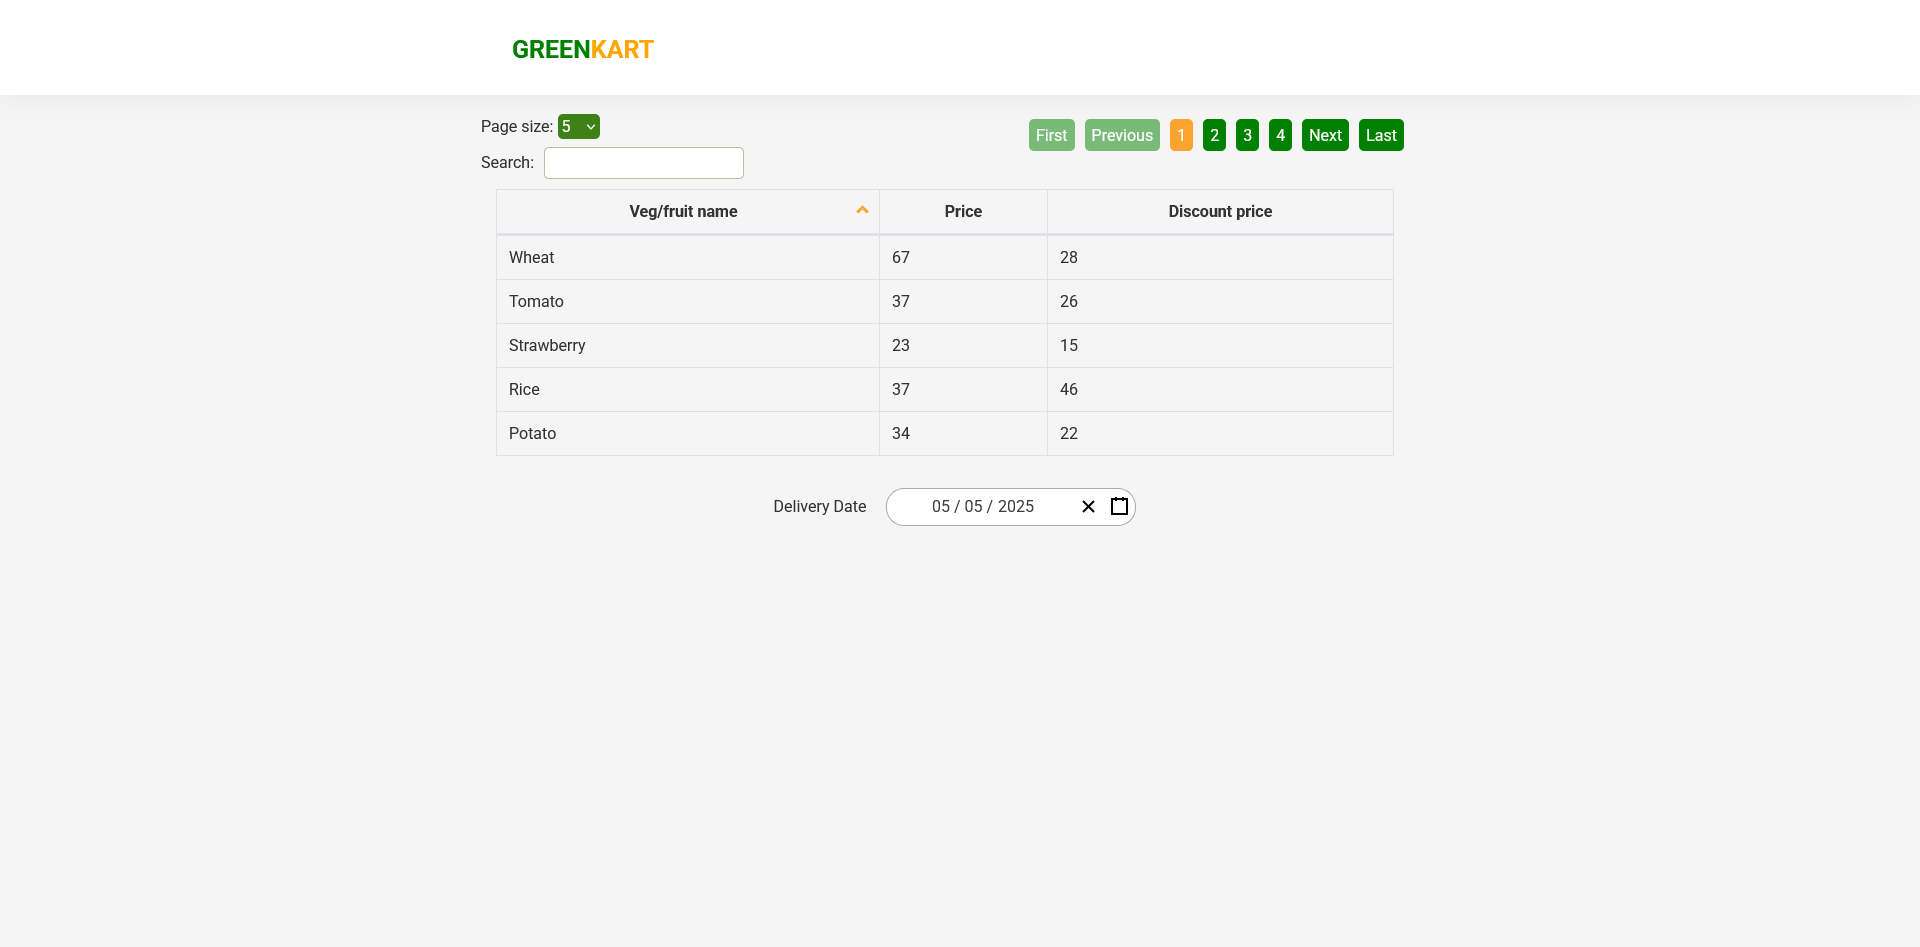 GREENKART
Page size: 5
First Previous 1 2 3 4 Next Last
Search:
Veg/fruit name Price Discount price
Wheat 67 28
Tomato 37 26
Strawberry 23 15
Rice 37 46
Potato 34 22
Delivery Date 05 / 05 / 2025